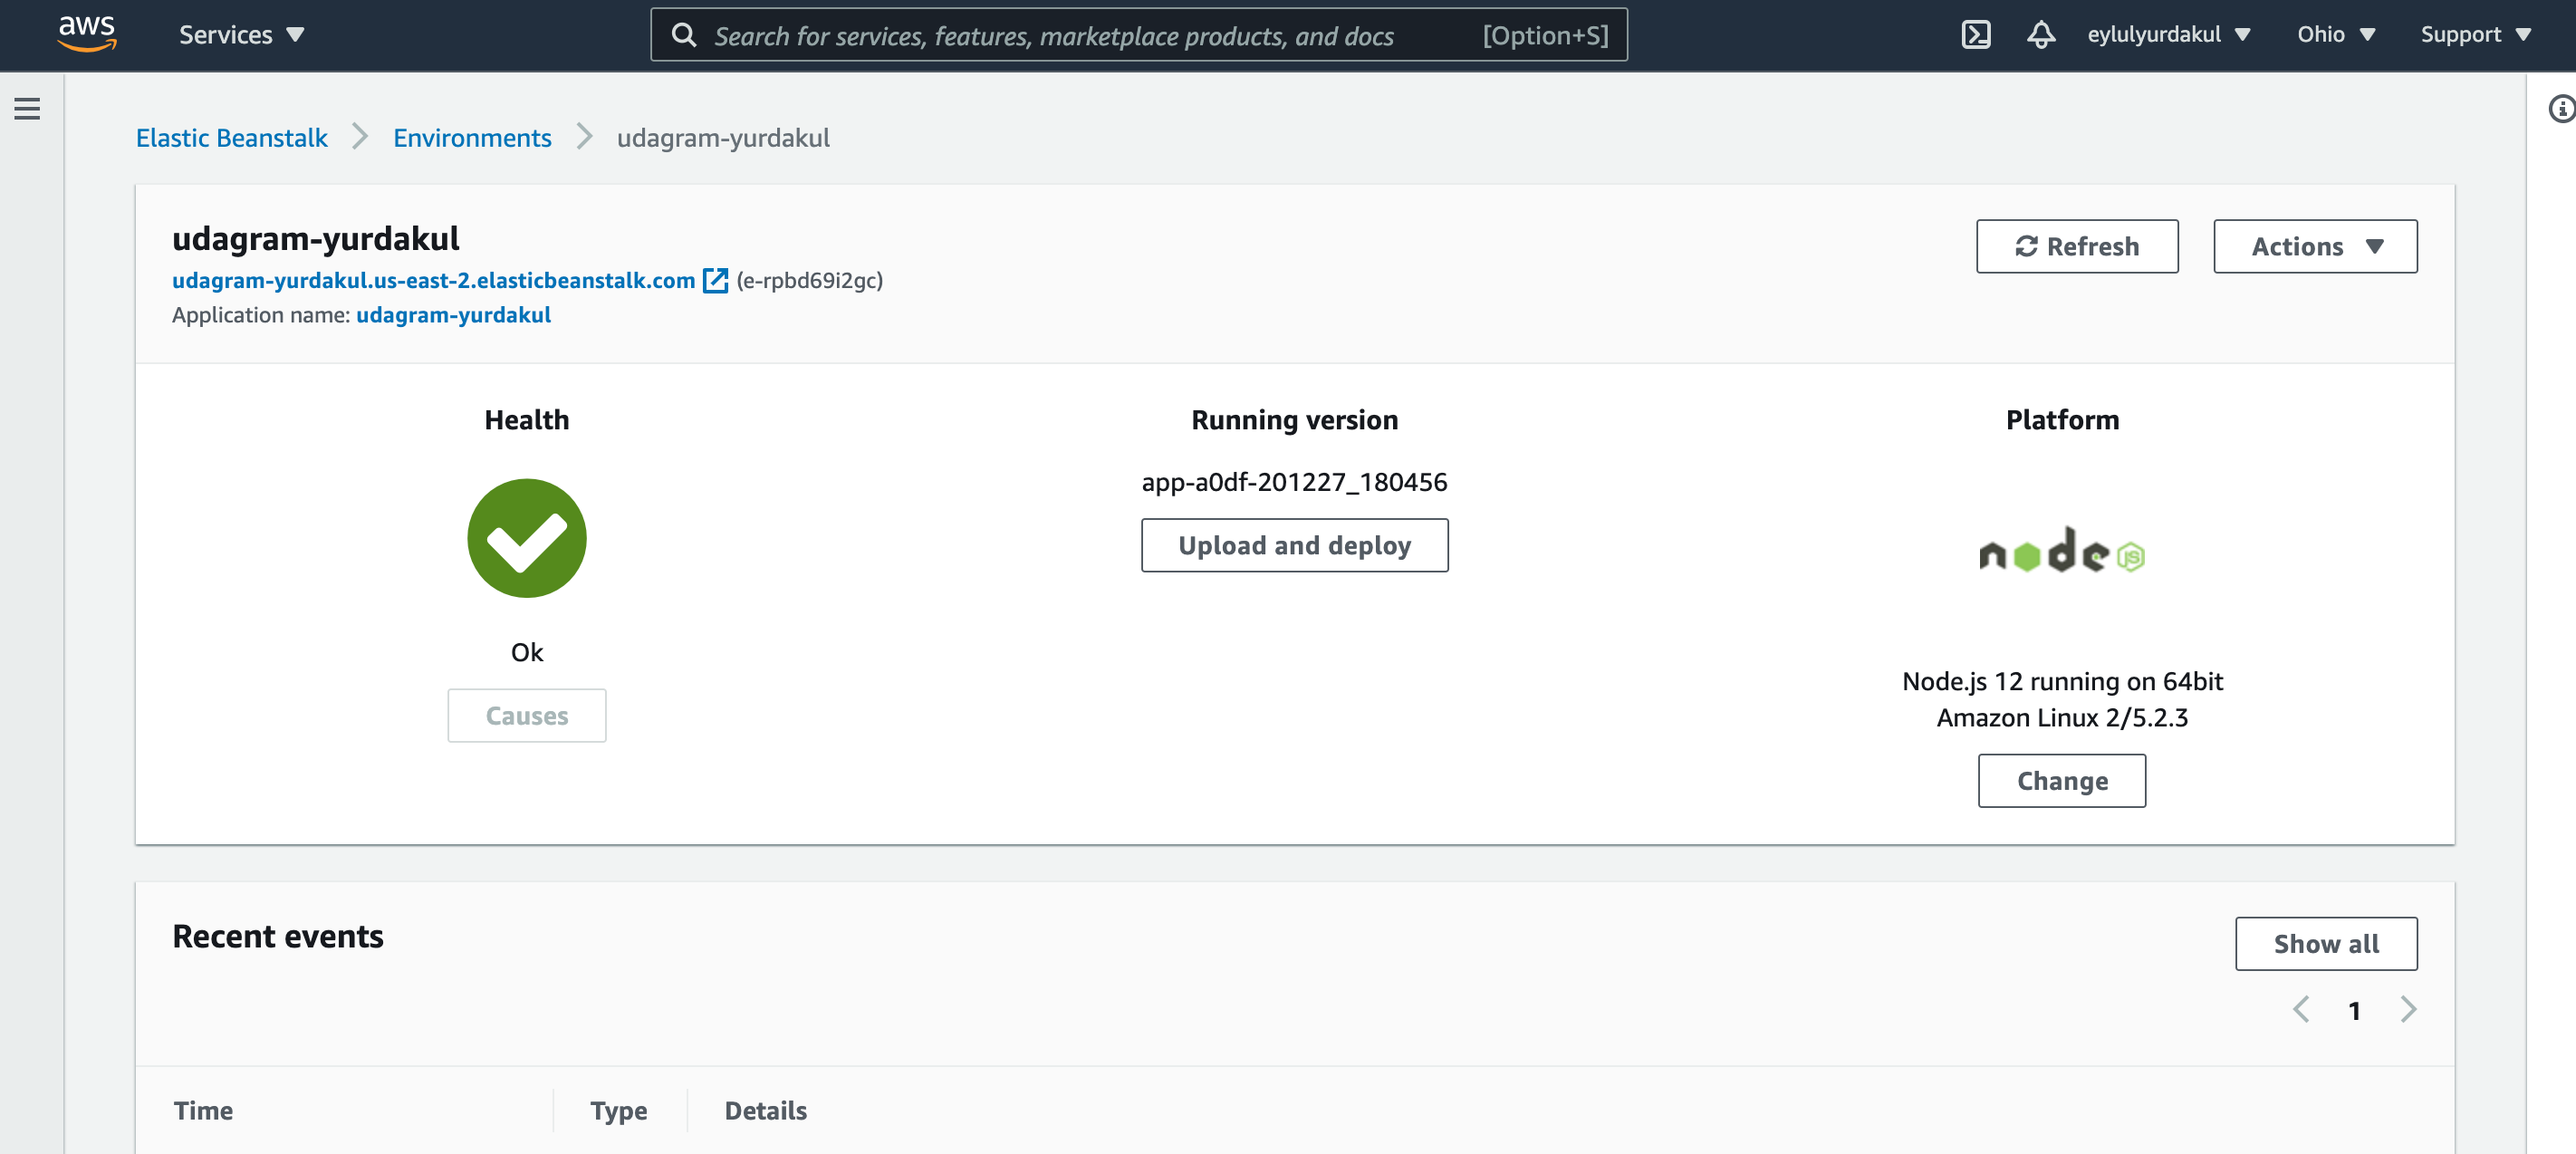 aws
Services
Search for services, features, marketplace products, and docs [Option+S]
eylulyurdakul
Ohio
Support
Elastic Beanstalk
Environments
udagram-yurdakul
udagram-yurdakul
udagram-yurdakul.us-east-2.elasticbeanstalk.com (e-rpbd69i2gc)
Application name: udagram-yurdakul
Refresh
Actions
Health
Ok
Causes
Running version
app-a0df-201227_180456
Upload and deploy
Platform
node JS
Node.js 12 running on 64bit
Amazon Linux 2/5.2.3
Change
Recent events
Show all
1
Time Type Details